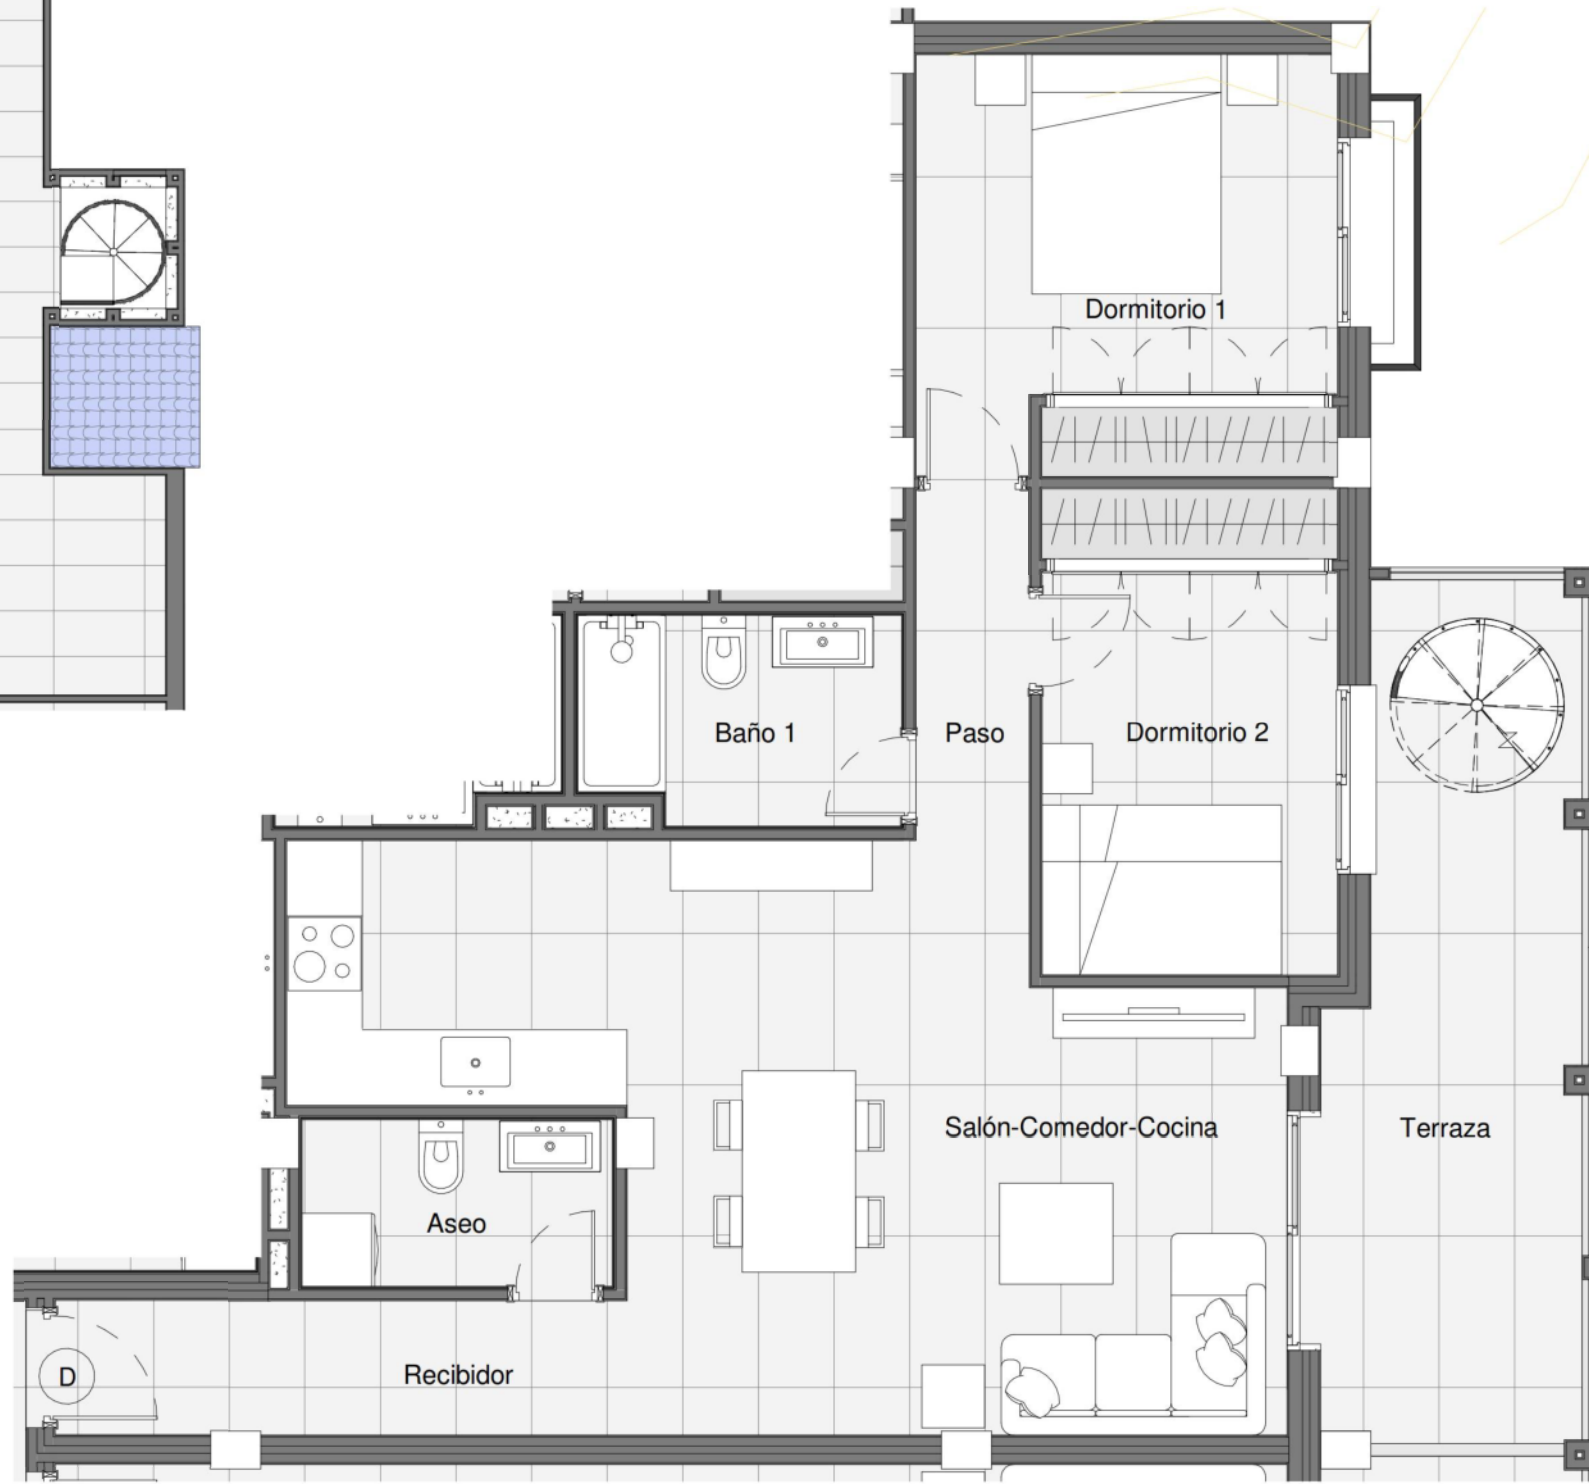 Dormitorio 1
Baño 1
Paso
Dormitorio 2
Salón-Comedor-Cocina
Terraza
Aseo
Recibidor
D